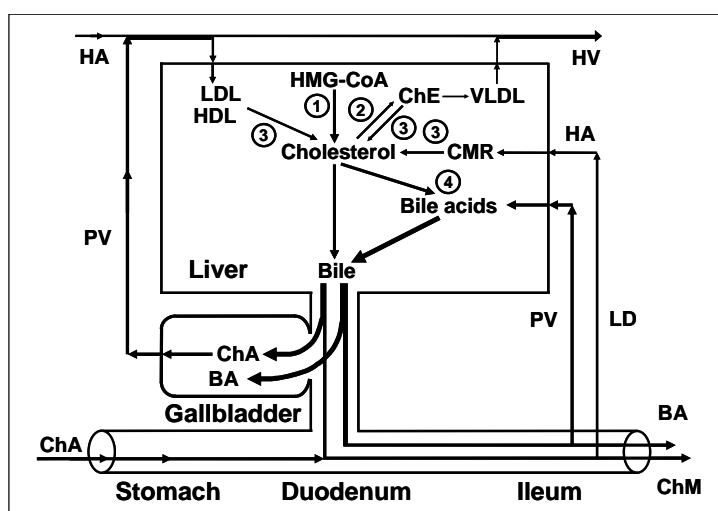 HA
HV
HMG-CoA
LDL
HDL
1
2
ChE
VLDL
3
3
3
HA
Cholesterol
CMR
4
Bile acids
PV
Liver
Bile
PV
LD
ChA
BA
Gallbladder
BA
ChA
ChM
Stomach
Duodenum
Ileum